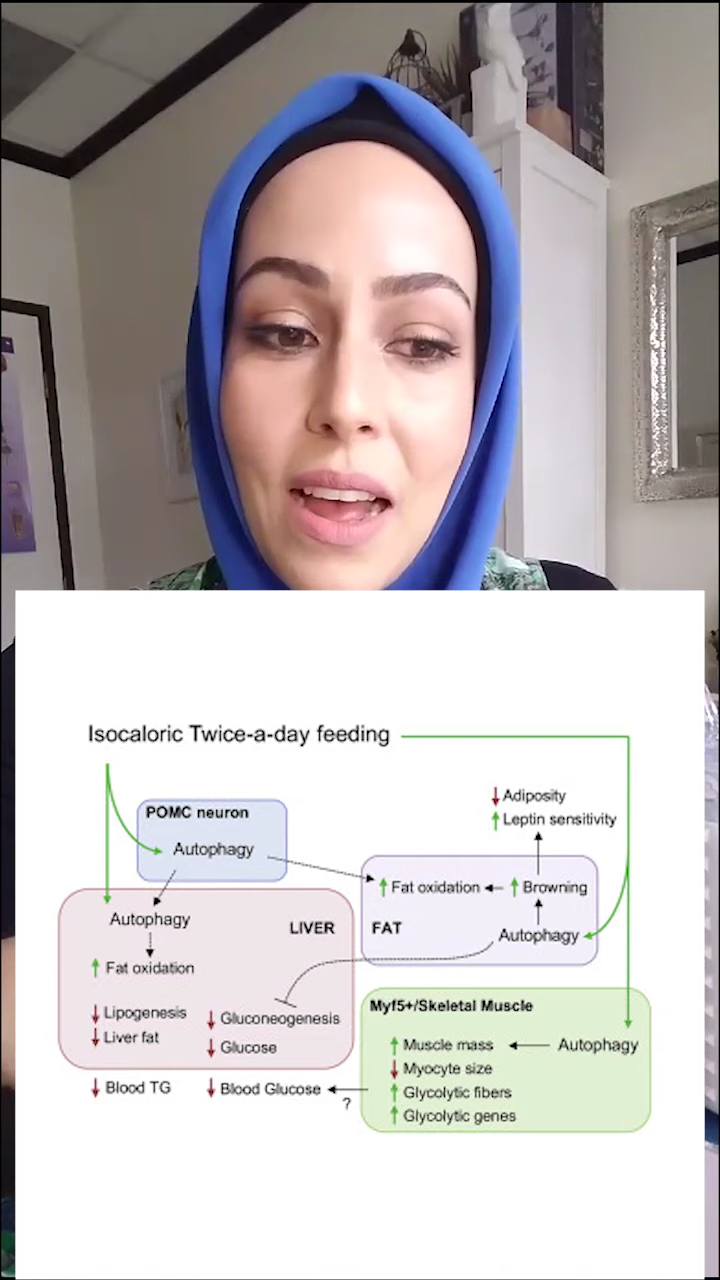 Isocaloric Twice-a-day feeding
Adiposity
Leptin sensitivity
POMC neuron
Autophagy
Fat oxidation
Browning
FAT
Autophagy
Autophagy
LIVER
Fat oxidation
Lipogenesis
Liver fat
Gluconeogenesis
Glucose
Blood TG
Blood Glucose
?
Myf5+/Skeletal Muscle
Muscle mass
Autophagy
Myocyte size
Glycolytic fibers
Glycolytic genes